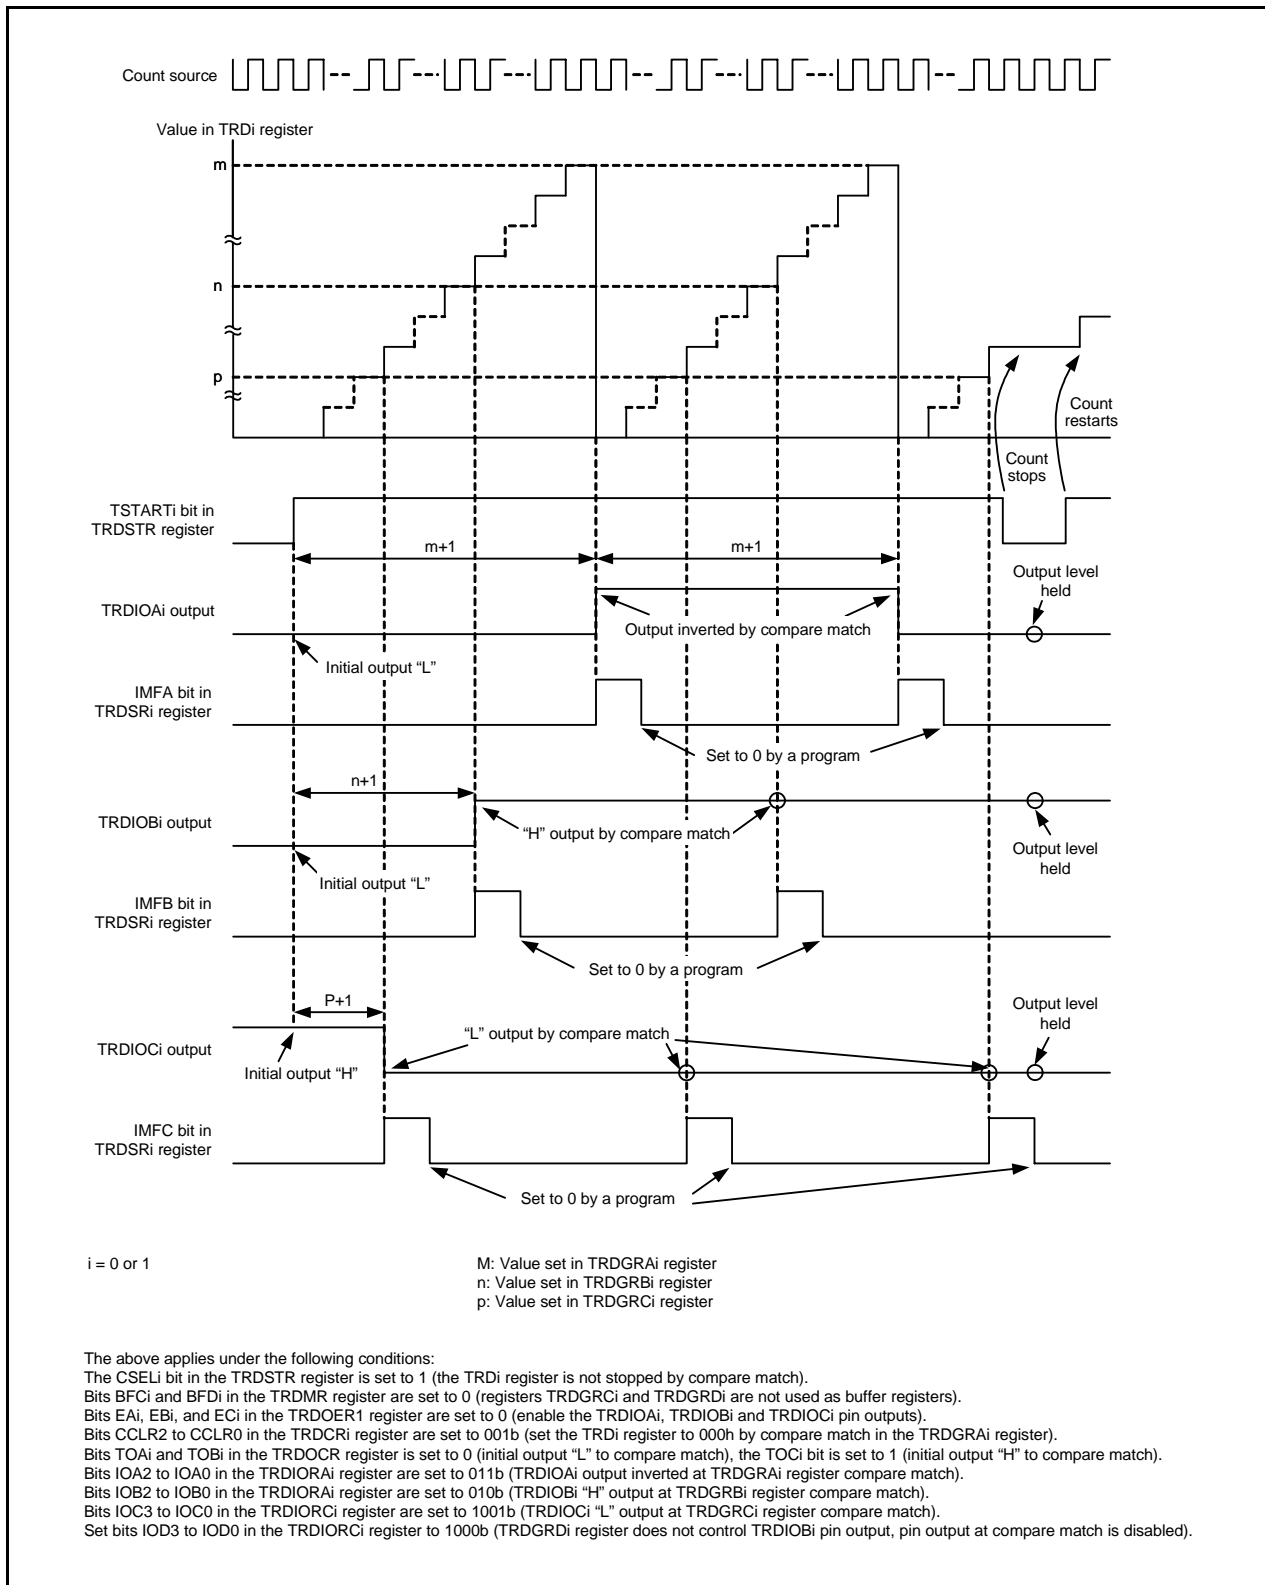 Count source
Value in TRDi register
m
n
p
Count
restarts
Count
stops
TSTARTi bit in
TRDSTR register
m+1
m+1
Output level
held
TRDIOAi output
Output inverted by compare match
Initial output “L”
IMFA bit in
TRDSRi register
Set to 0 by a program
n+1
TRDIOBi output
“H” output by compare match
Output level
held
Initial output “L”
IMFB bit in
TRDSRi register
Set to 0 by a program
P+1
Output level
held
“L” output by compare match
TRDIOCi output
Initial output “H”
IMFC bit in
TRDSRi register
Set to 0 by a program
i = 0 or 1
M: Value set in TRDGRAi register
n: Value set in TRDGRBi register
p: Value set in TRDGRCi register
The above applies under the following conditions:
The CSELi bit in the TRDSTR register is set to 1 (the TRDi register is not stopped by compare match).
Bits BFCi and BFDi in the TRDMR register are set to 0 (registers TRDGRCi and TRDGRDi are not used as buffer registers).
Bits EAi, EBi, and ECi in the TRDOER1 register are set to 0 (enable the TRDIOAi, TRDIOBi and TRDIOCi pin outputs).
Bits CCLR2 to CCLR0 in the TRDCRi register are set to 001b (set the TRDi register to 000h by compare match in the TRDGRAi register).
Bits TOAi and TOBi in the TRDOCR register is set to 0 (initial output “L” to compare match), the TOCi bit is set to 1 (initial output “H” to compare match).
Bits IOA2 to IOA0 in the TRDIORAi register are set to 011b (TRDIOAi output inverted at TRDGRAi register compare match).
Bits IOB2 to IOB0 in the TRDIORAi register are set to 010b (TRDIOBi “H” output at TRDGRBi register compare match).
Bits IOC3 to IOC0 in the TRDIORCi register are set to 1001b (TRDIOCi “L” output at TRDGRCi register compare match).
Set bits IOD3 to IOD0 in the TRDIORCi register to 1000b (TRDGRDi register does not control TRDIOBi pin output, pin output at compare match is disabled).